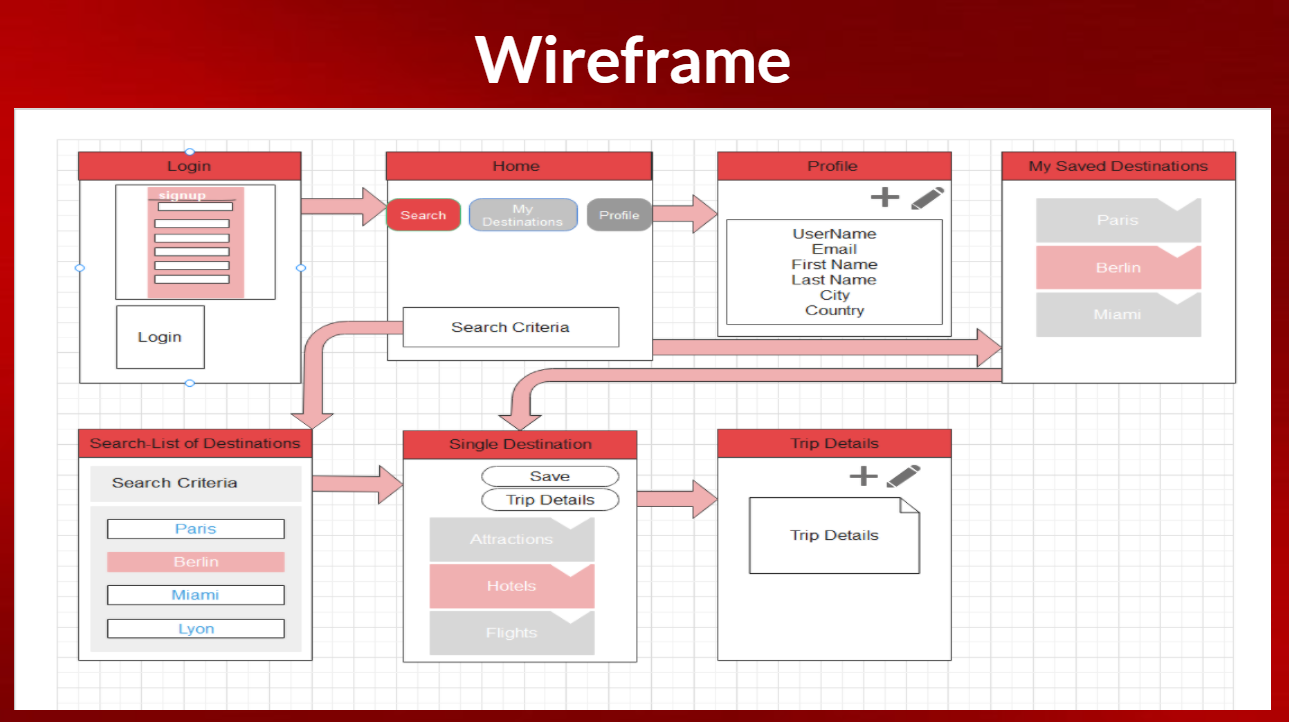 Wireframe
Login
signup
Login
Home
Search
My
Destinations
Profile
Search Criteria
Profile
UserName
Email
First Name
Last Name
City
Country
My Saved Destinations
Paris
Berlin
Miami
Search-List of Destinations
Search Criteria
Paris
Berlin
Miami
Lyon
Single Destination
Save
Trip Details
Attractions
Hotels
Flights
Trip Details
Trip Details